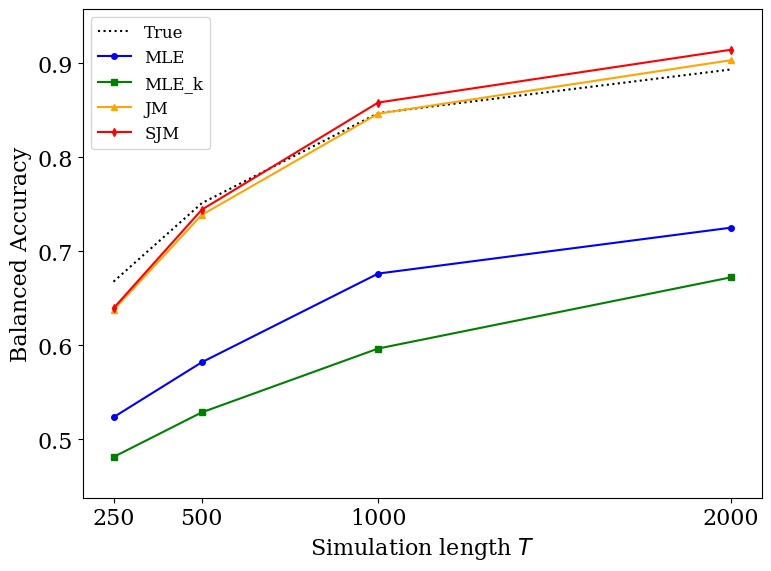 True
MLE
MLE_k
JM
SJM
Balanced Accuracy
0.9
0.8
0.7
0.6
0.5
250 500 1000 2000
Simulation length T